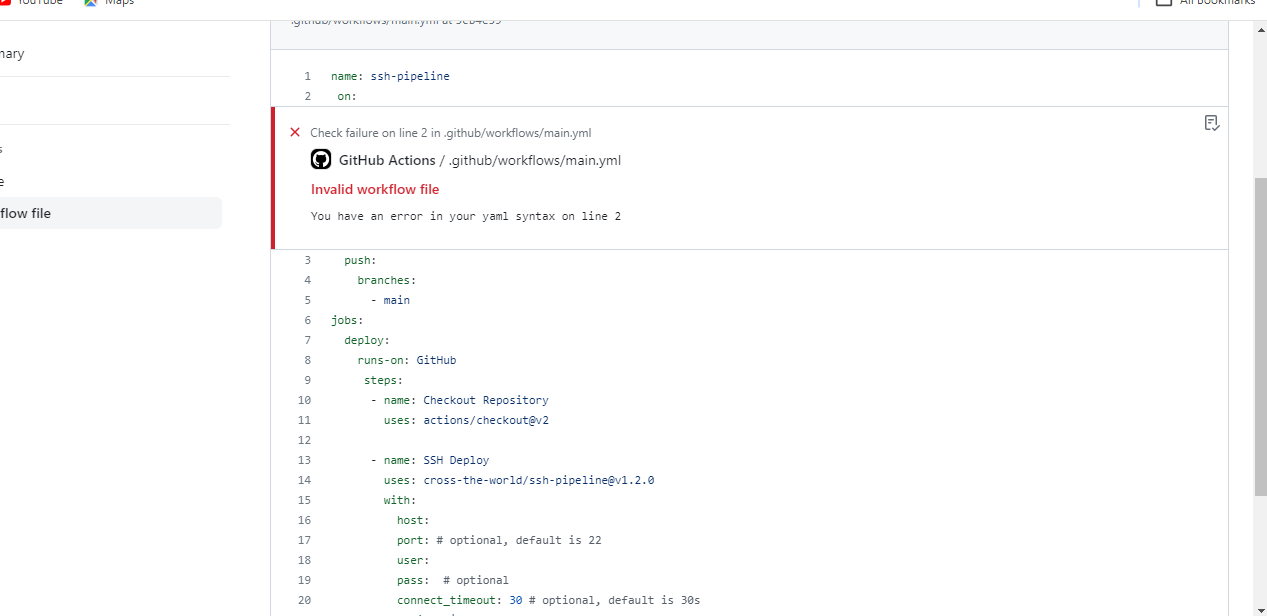 YouTube
Maps
All Bookmarks
.github/workflows/main.yml at
mary
flow file
1 name: ssh-pipeline
2 on:
Check failure on line 2 in .github/workflows/main.yml
GitHub Actions / .github/workflows/main.yml
Invalid workflow file
You have an error in your yaml syntax on line 2
3 push:
4 branches:
5 - main
6 jobs:
7 deploy:
8 runs-on: GitHub
9 steps:
10 - name: Checkout Repository
11 uses: actions/checkout@v2
12
13 - name: SSH Deploy
14 uses: cross-the-world/ssh-pipeline@v1.2.0
15 with:
16 host:
17 port: # optional, default is 22
18 user:
19 pass:  # optional
20 connect_timeout: 30 # optional, default is 30s